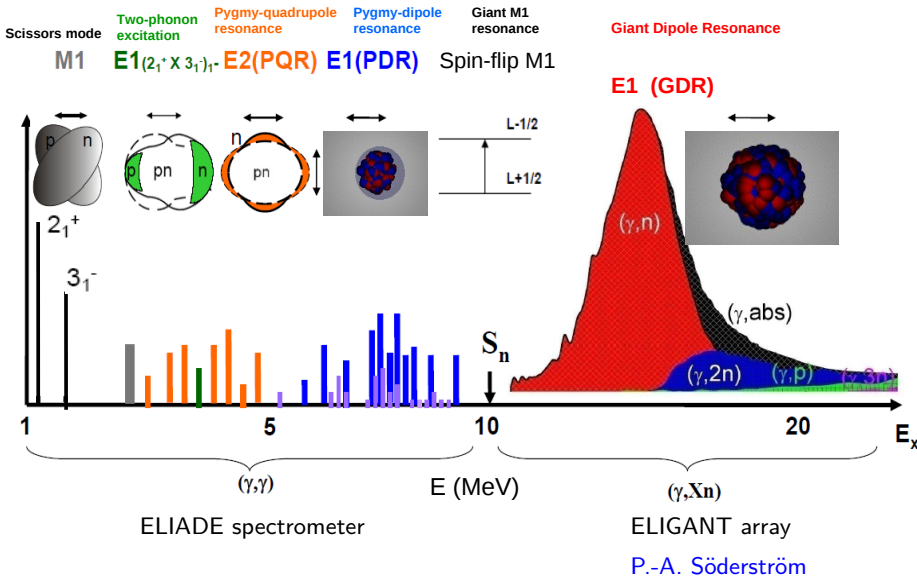 Scissors mode
Two-phonon
excitation
Pygmy-quadrupole
resonance
Pygmy-dipole
resonance
Giant M1
resonance
Giant Dipole Resonance
M1
E1(2₁⁺ X 3₁⁻)₁-
E2(PQR)
E1(PDR)
Spin-flip M1
E1 (GDR)
p n
p pn n
n
pn
L-1/2
L+1/2
2₁⁺
3₁⁻
(γ,n)
(γ,abs)
(γ,2n)
(γ,p)
(γ,3n)
Sₙ
1 5 10 20 Eₓ
(γ,γ)
E (MeV)
(γ,Xn)
ELIADE spectrometer
ELIGANT array
P.-A. Söderström